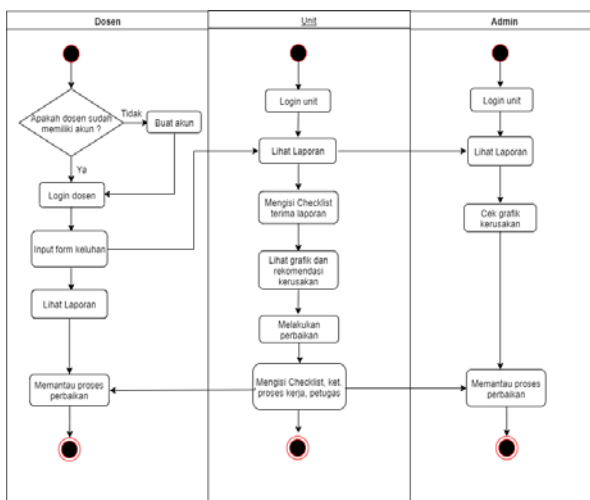 Dosen
Unit
Admin
Apakah dosen sudah
memiliki akun ?
Tidak
Buat akun
Ya
Login dosen
Input form keluhan
Lihat Laporan
Memantau proses
perbaikan
Login unit
Lihat Laporan
Mengisi Checklist
terima laporan
Lihat grafik dan
rekomendasi
kerusakan
Melakukan
perbaikan
Mengisi Checklist, ket.
proses kerja, petugas
Login unit
Lihat Laporan
Cek grafik
kerusakan
Memantau proses
perbaikan